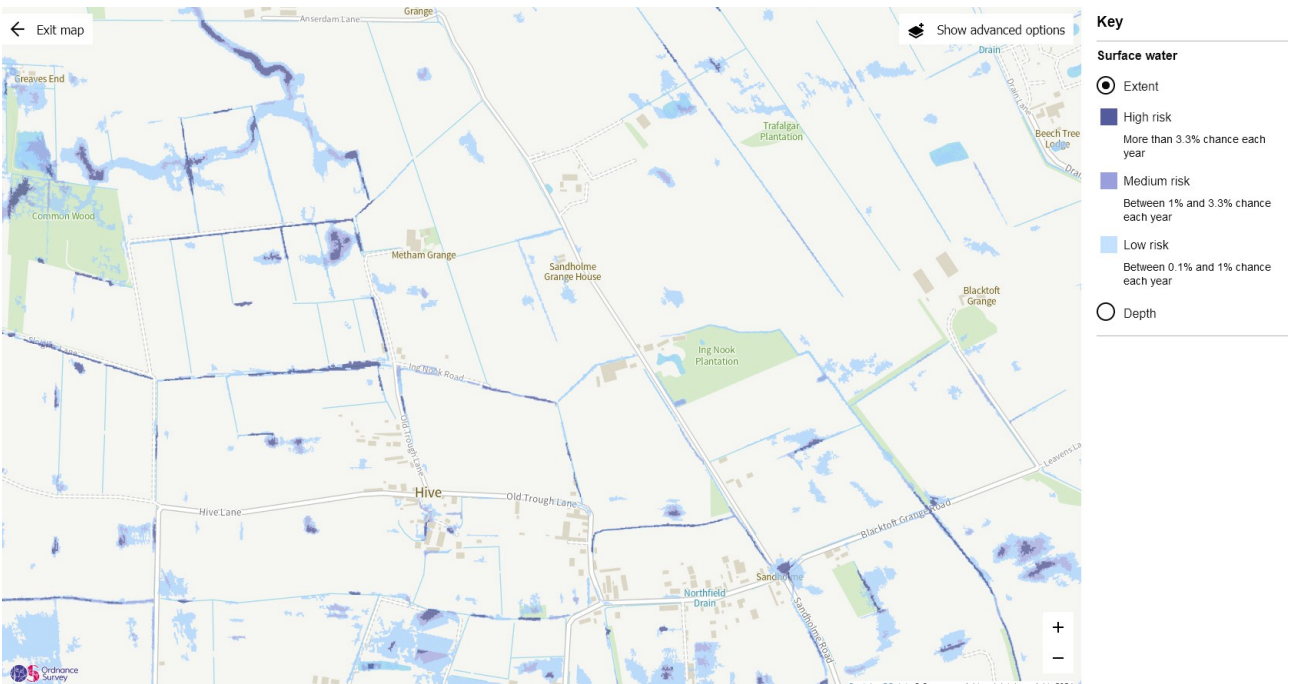 Exit map
Anserdam Lane
Grange
Show advanced options
Drain
Greaves End
Drain Lane
Trafalgar
Plantation
Beech Tree
Lodge
Common Wood
Metham Grange
Sandholme
Grange House
Blacktoft
Grange
Ing Nook
Plantation
Ing Nook Road
Old Trough Lane
Hive
Old Trough Lane
Hive Lane
Leavens La
Blacktoft Grange Road
Sandholme
Northfield
Drain
Sandholme Road
+
−
Ordnance
Survey
Key
Surface water
Extent
High risk
More than 3.3% chance each
year
Medium risk
Between 1% and 3.3% chance
each year
Low risk
Between 0.1% and 1% chance
each year
Depth